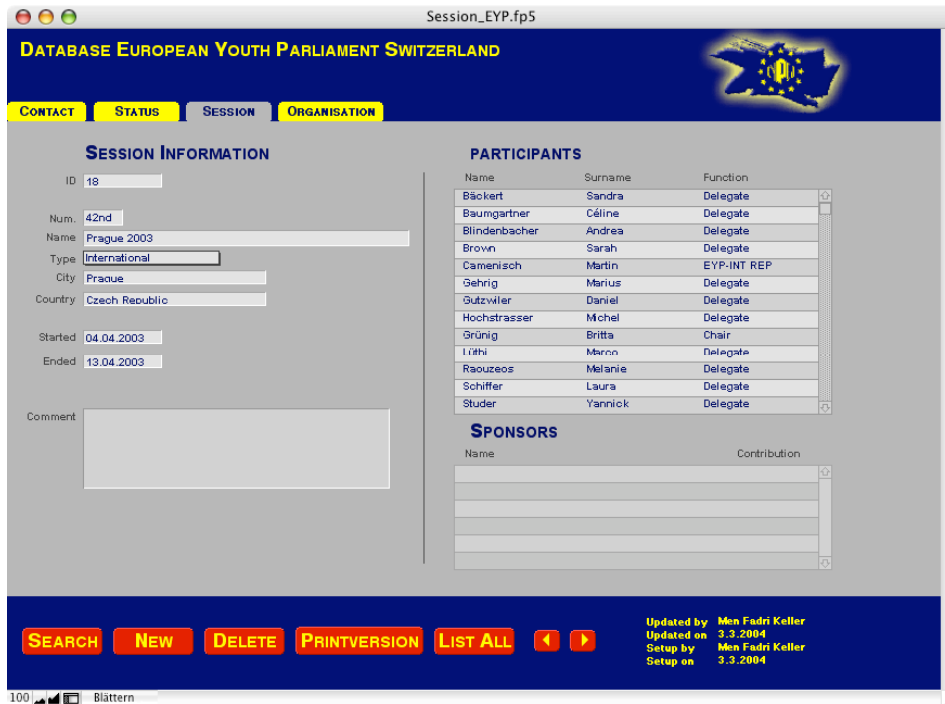 Session_EYP.fp5
DATABASE EUROPEAN YOUTH PARLIAMENT SWITZERLAND
CONTACT STATUS SESSION ORGANISATION
SESSION INFORMATION
ID 18
Num. 42nd
Name Prague 2003
Type International
City Prague
Country Czech Republic
Started 04.04.2003
Ended 13.04.2003
Comment
PARTICIPANTS
Name Surname Function
Bäckert Sandra Delegate
Baumgartner Céline Delegate
Blindenbacher Andrea Delegate
Brown Sarah Delegate
Camenisch Martin EYP-INT REP
Gehrig Marius Delegate
Gutzwiler Daniel Delegate
Hochstrasser Michel Delegate
Grünig Britta Chair
Lüthi Marco Delegate
Raouzeos Melanie Delegate
Schiffer Laura Delegate
Studer Yannick Delegate
SPONSORS
Name Contribution
SEARCH NEW DELETE PRINTVERSION LIST ALL
Updated by Men Fadri Keller
Updated on 3.3.2004
Setup by Men Fadri Keller
Setup on 3.3.2004
100 Blättern